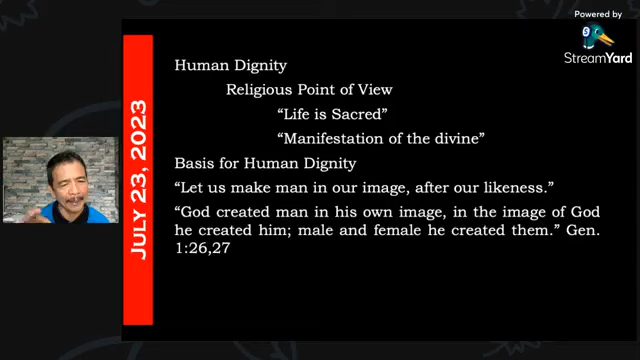 Powered by
StreamYard
JULY 23, 2023
Human Dignity
Religious Point of View
“Life is Sacred”
“Manifestation of the divine”
Basis for Human Dignity
“Let us make man in our image, after our likeness.”
“God created man in his own image, in the image of God
he created him; male and female he created them.” Gen.
1:26,27